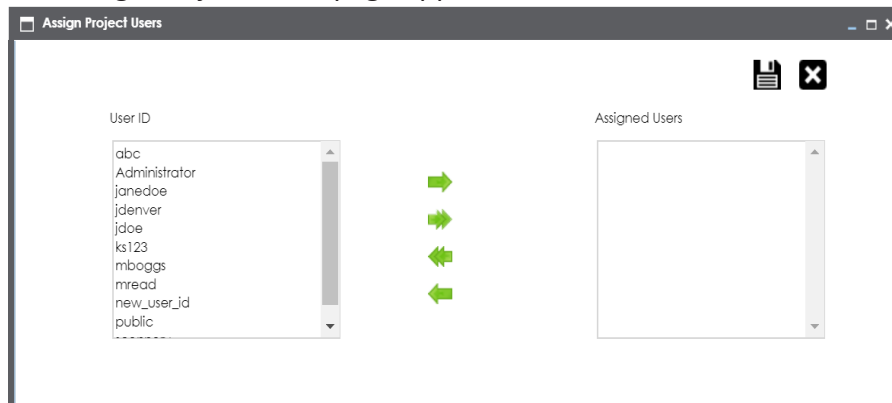 Assign Project Users
User ID
Assigned Users
abc
Administrator
janedoe
jdenver
jdoe
ks123
mboggs
mread
new_user_id
public